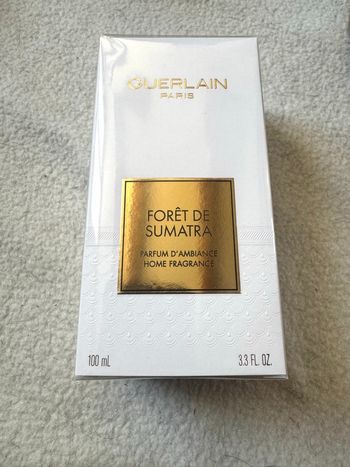 GUERLAIN
PARIS
FORÊT DE
SUMATRA
PARFUM D'AMBIANCE
HOME FRAGRANCE
100 mL
3.3 FL. OZ.